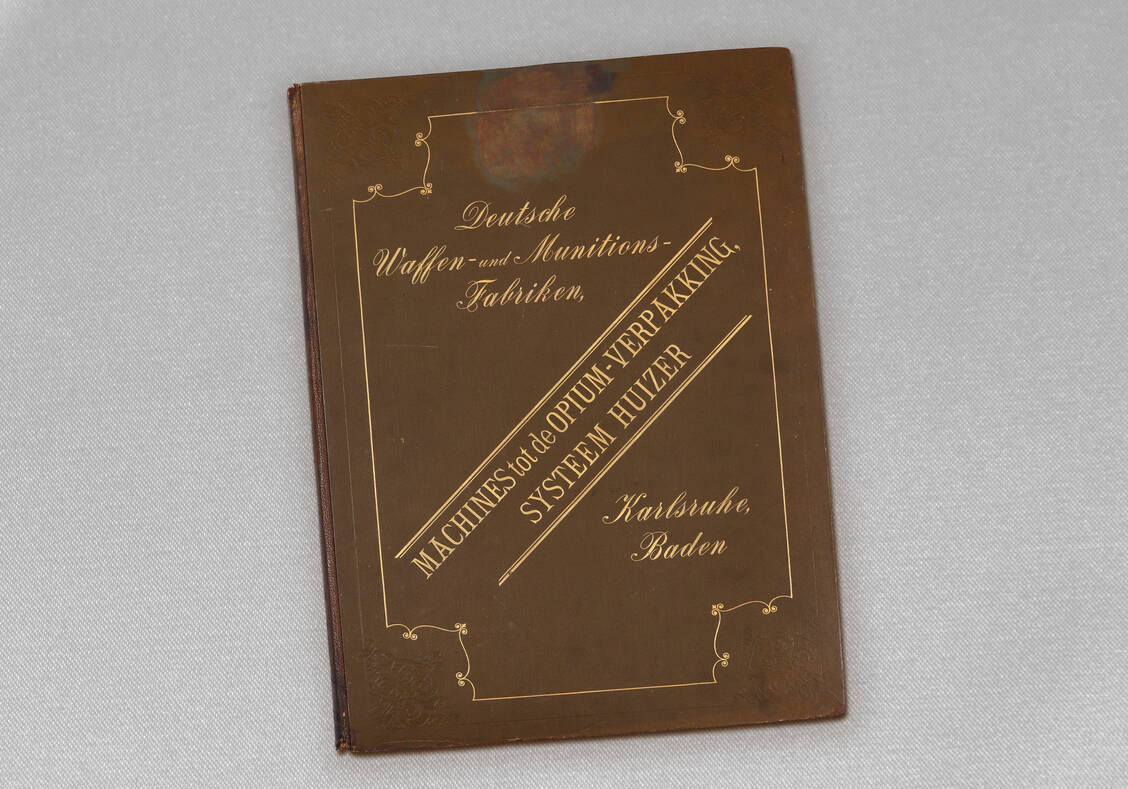 Deutsche
Waffen- und Munitions-
Fabriken,
MACHINES tot de OPIUM-VERPAKKING,
SYSTEEM HUIZER
Karlsruhe,
Baden